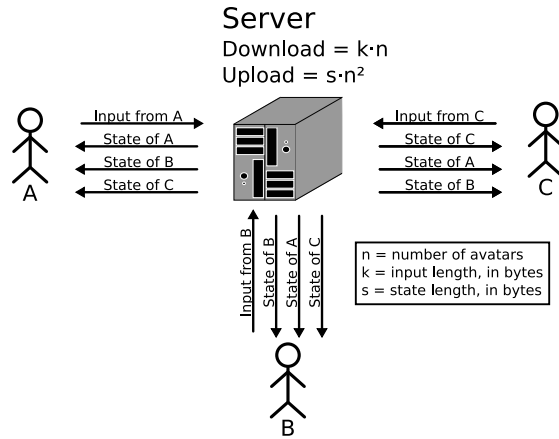 Server
Download = k·n
Upload = s·n²
Input from A
State of A
State of B
State of C
A
Input from C
State of C
State of A
State of B
C
Input from B
State of B
State of A
State of C
B
n = number of avatars
k = input length, in bytes
s = state length, in bytes